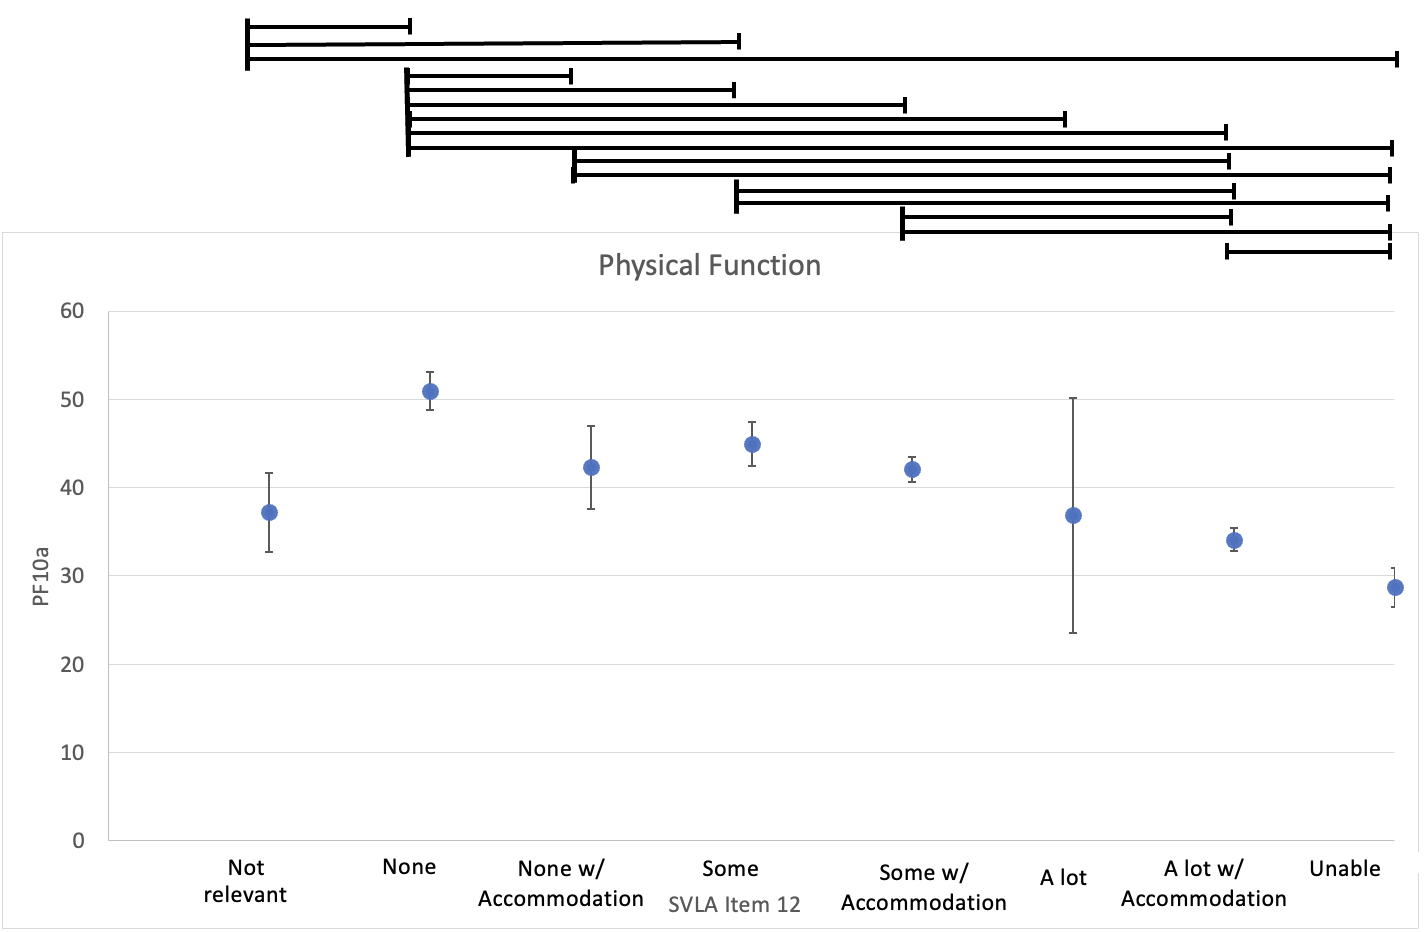 Physical Function
60
50
40
30
20
10
0
PF10a
Not
relevant
None
None w/
Accommodation
Some
Some w/
Accommodation
A lot
A lot w/
Accommodation
Unable
SVLA Item 12